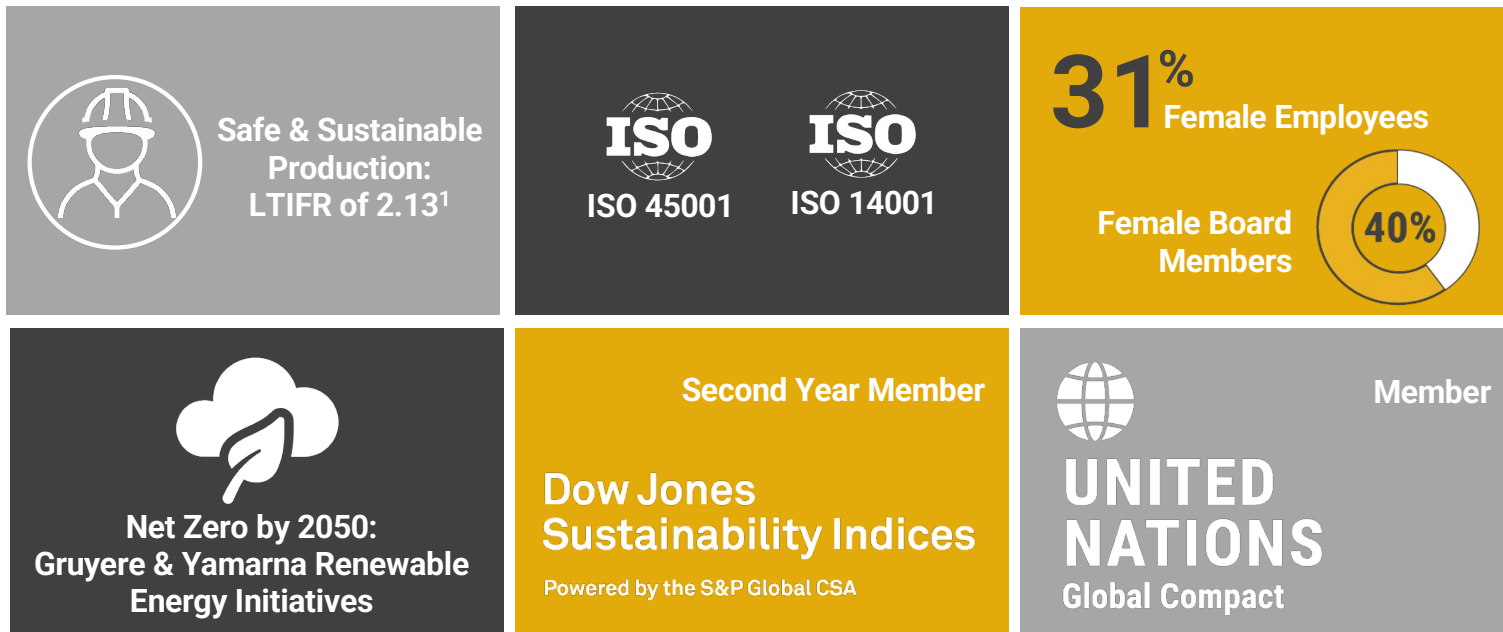 Safe & Sustainable
Production:
LTIFR of 2.13¹
ISO
ISO 45001
ISO
ISO 14001
31%
Female Employees
Female Board
Members
40%
Net Zero by 2050:
Gruyere & Yamarna Renewable
Energy Initiatives
Second Year Member
Dow Jones
Sustainability Indices
Powered by the S&P Global CSA
Member
UNITED
NATIONS
Global Compact